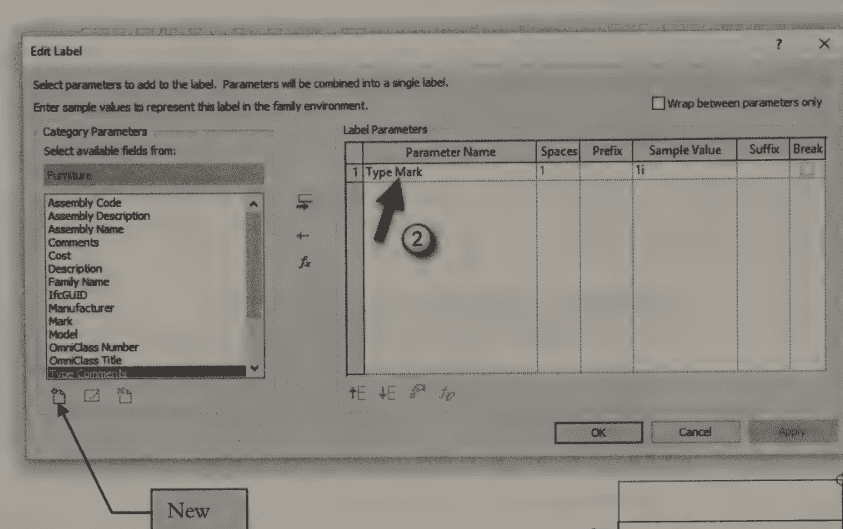 Edit Label
? X
Select parameters to add to the label. Parameters will be combined into a single label.
Enter sample values to represent this label in the family environment.
Wrap between parameters only
Category Parameters
Select available fields from:
Furniture
Assembly Code
Assembly Description
Assembly Name
Comments
Cost
Description
Family Name
IfcGUID
Manufacturer
Mark
Model
OmniClass Number
OmniClass Title
Type Comments
fx
Label Parameters
Parameter Name Spaces Prefix Sample Value Suffix Break
1 Type Mark 1 1i
2
OK Cancel Apply
New